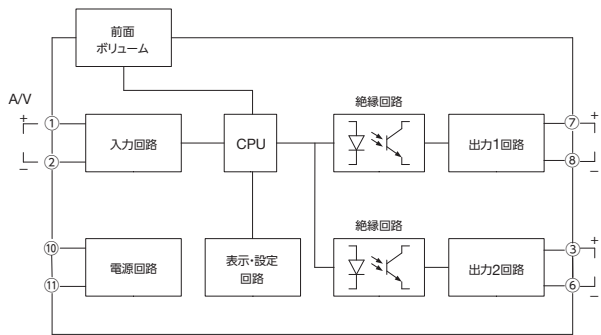 前面
ボリューム
A/V
+
①
−
②
入力回路
CPU
絶縁回路
出力1回路
⑦
+
⑧
−
⑩
⑪
電源回路
表示・設定
回路
絶縁回路
出力2回路
③
+
⑥
−